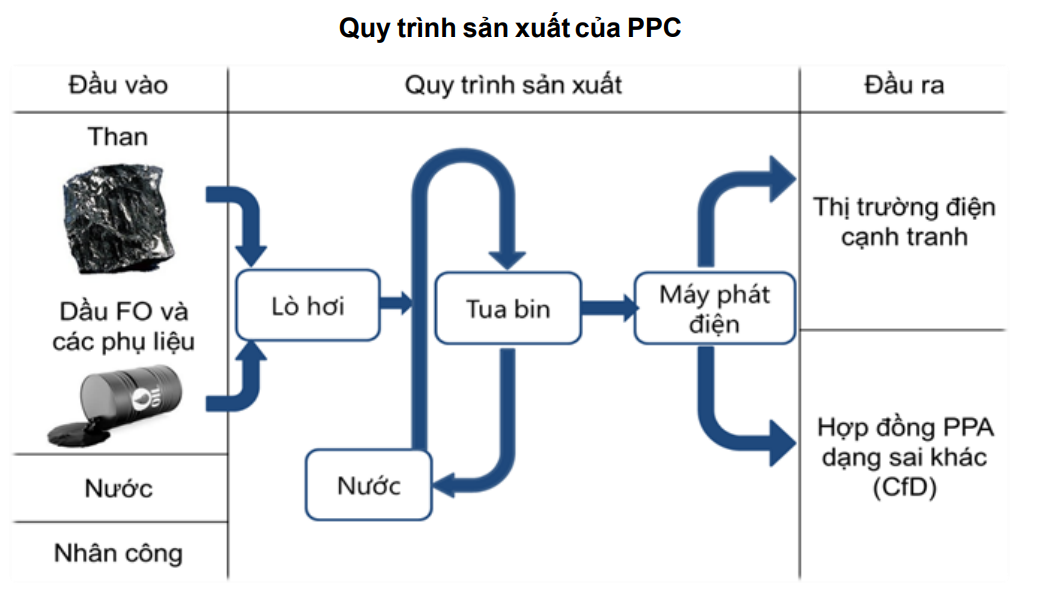 Quy trình sản xuất của PPC
Đầu vào
Quy trình sản xuất
Đầu ra
Than
Dầu FO và
các phụ liệu
OIL
Nước
Nhân công
Lò hơi
Tua bin
Máy phát
điện
Nước
Thị trường điện
cạnh tranh
Hợp đồng PPA
dạng sai khác
(CfD)